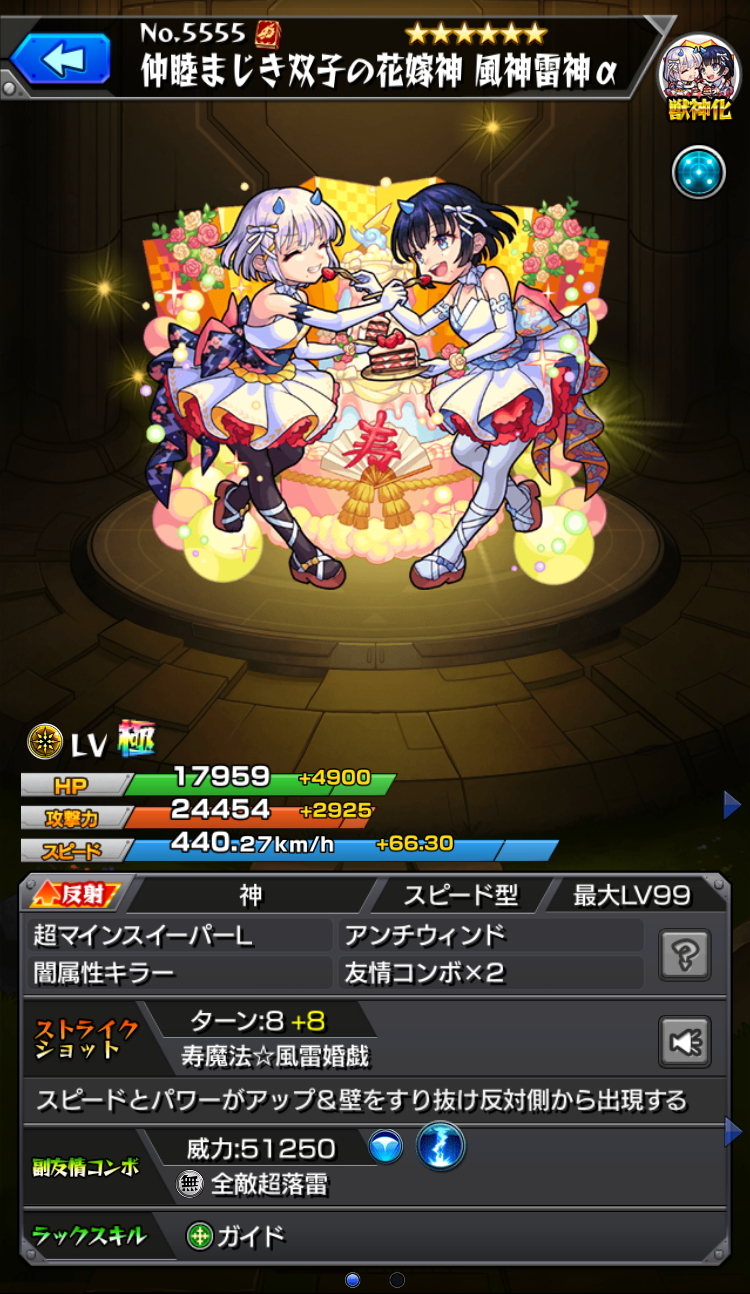 No.5555
仲睦まじき双子の花嫁神 風神雷神α
獣神化
寿
LV 極
HP 17959 +4900
攻撃力 24454 +2925
スピード 440.27km/h +66.30
反射 神 スピード型 最大LV99
超マインスイーパーL アンチウィンド
闇属性キラー 友情コンボ×2
ストライクショット ターン:8 +8
寿魔法☆風雷婚戯
スピードとパワーがアップ&壁をすり抜け反対側から出現する
副友情コンボ 威力:51250
無 全敵超落雷
ラックスキル ガイド